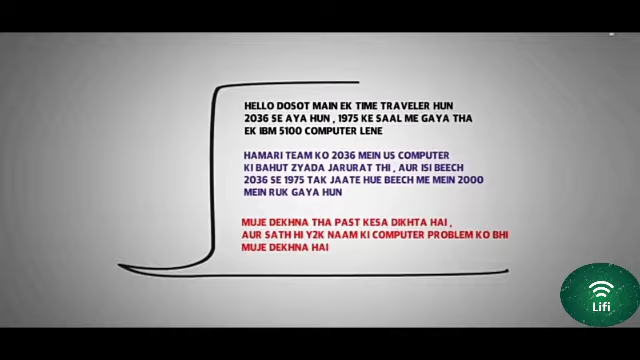 HELLO DOSOT MAIN EK TIME TRAVELER HUN
2036 SE AYA HUN , 1975 KE SAAL ME GAYA THA
EK IBM 5100 COMPUTER LENE
HAMARI TEAM KO 2036 MEIN US COMPUTER
KI BAHUT ZYADA JARURAT THI , AUR ISI BEECH
2036 SE 1975 TAK JAATE HUE BEECH ME MEIN 2000
MEIN RUK GAYA HUN
MUJE DEKHNA THA PAST KESA DIKHTA HAI ,
AUR SATH HI Y2K NAAM KI COMPUTER PROBLEM KO BHI
MUJE DEKHNA HAI
Lifi